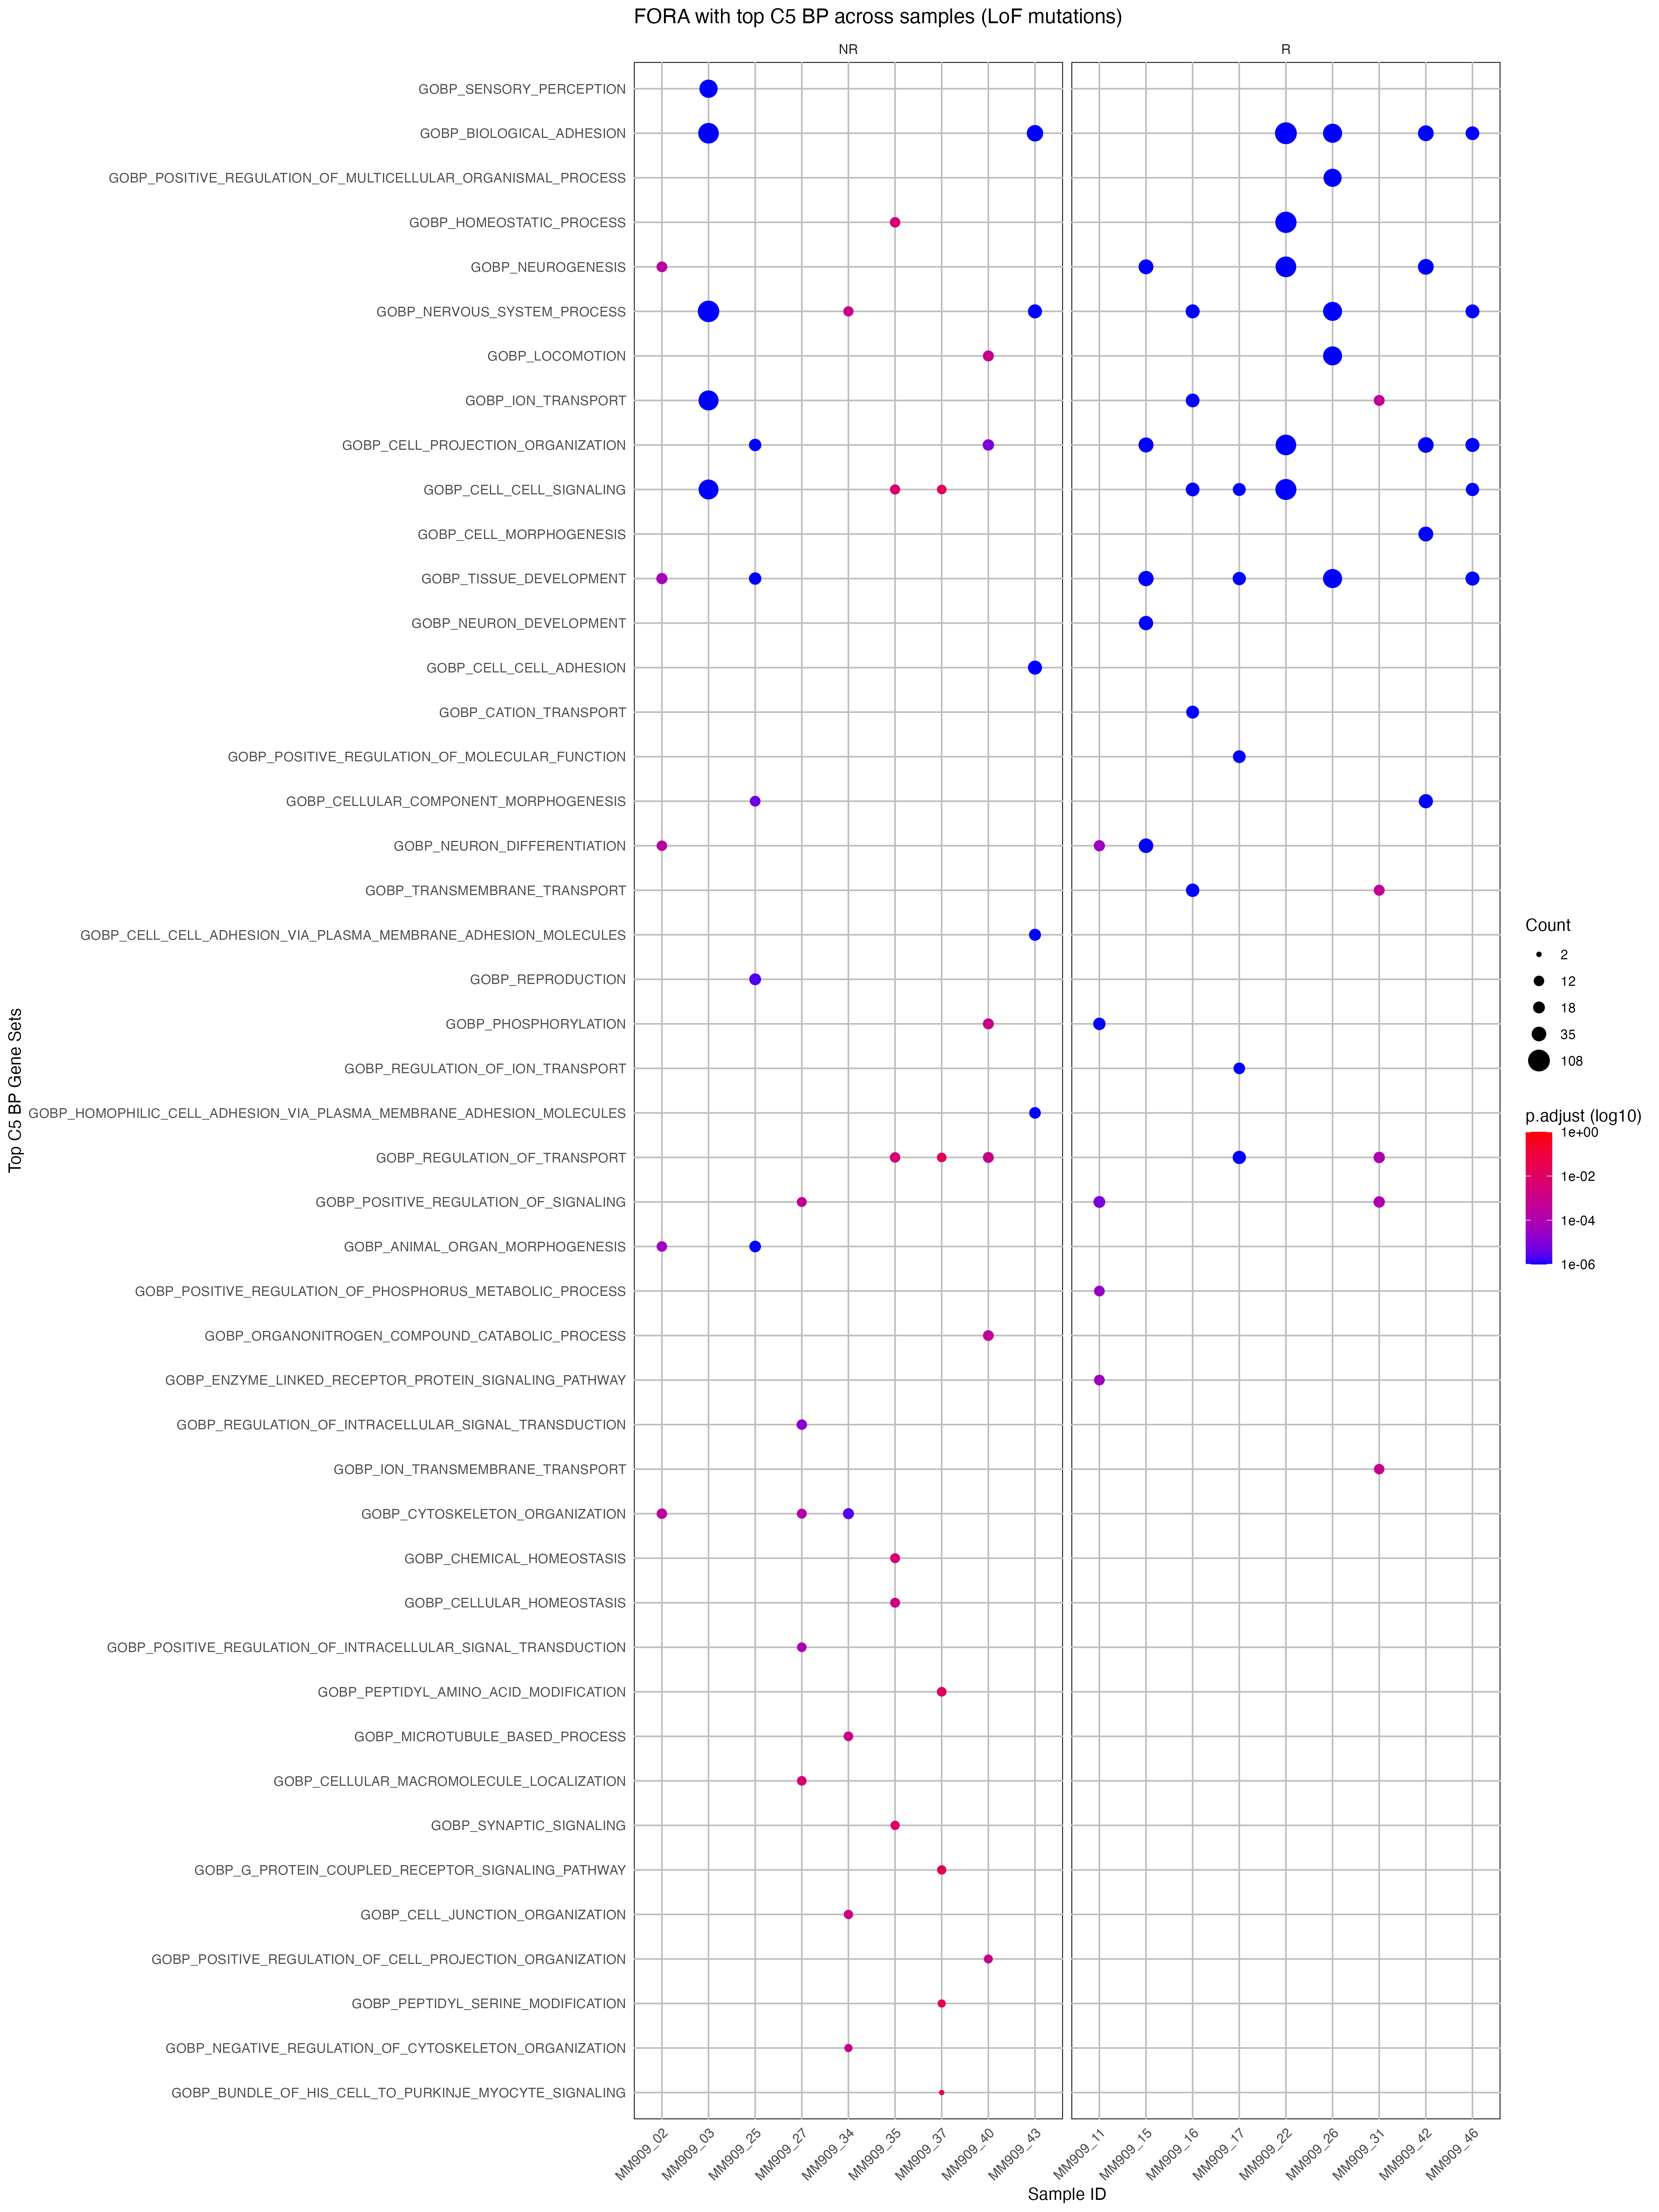 FORA with top C5 BP across samples (LoF mutations)
NR
R
GOBP_SENSORY_PERCEPTION
GOBP_BIOLOGICAL_ADHESION
GOBP_POSITIVE_REGULATION_OF_MULTICELLULAR_ORGANISMAL_PROCESS
GOBP_HOMEOSTATIC_PROCESS
GOBP_NEUROGENESIS
GOBP_NERVOUS_SYSTEM_PROCESS
GOBP_LOCOMOTION
GOBP_ION_TRANSPORT
GOBP_CELL_PROJECTION_ORGANIZATION
GOBP_CELL_CELL_SIGNALING
GOBP_CELL_MORPHOGENESIS
GOBP_TISSUE_DEVELOPMENT
GOBP_NEURON_DEVELOPMENT
GOBP_CELL_CELL_ADHESION
GOBP_CATION_TRANSPORT
GOBP_POSITIVE_REGULATION_OF_MOLECULAR_FUNCTION
GOBP_CELLULAR_COMPONENT_MORPHOGENESIS
GOBP_NEURON_DIFFERENTIATION
GOBP_TRANSMEMBRANE_TRANSPORT
GOBP_CELL_CELL_ADHESION_VIA_PLASMA_MEMBRANE_ADHESION_MOLECULES
GOBP_REPRODUCTION
GOBP_PHOSPHORYLATION
GOBP_REGULATION_OF_ION_TRANSPORT
GOBP_HOMOPHILIC_CELL_ADHESION_VIA_PLASMA_MEMBRANE_ADHESION_MOLECULES
GOBP_REGULATION_OF_TRANSPORT
GOBP_POSITIVE_REGULATION_OF_SIGNALING
GOBP_ANIMAL_ORGAN_MORPHOGENESIS
GOBP_POSITIVE_REGULATION_OF_PHOSPHORUS_METABOLIC_PROCESS
GOBP_ORGANONITROGEN_COMPOUND_CATABOLIC_PROCESS
GOBP_ENZYME_LINKED_RECEPTOR_PROTEIN_SIGNALING_PATHWAY
GOBP_REGULATION_OF_INTRACELLULAR_SIGNAL_TRANSDUCTION
GOBP_ION_TRANSMEMBRANE_TRANSPORT
GOBP_CYTOSKELETON_ORGANIZATION
GOBP_CHEMICAL_HOMEOSTASIS
GOBP_CELLULAR_HOMEOSTASIS
GOBP_POSITIVE_REGULATION_OF_INTRACELLULAR_SIGNAL_TRANSDUCTION
GOBP_PEPTIDYL_AMINO_ACID_MODIFICATION
GOBP_MICROTUBULE_BASED_PROCESS
GOBP_CELLULAR_MACROMOLECULE_LOCALIZATION
GOBP_SYNAPTIC_SIGNALING
GOBP_G_PROTEIN_COUPLED_RECEPTOR_SIGNALING_PATHWAY
GOBP_CELL_JUNCTION_ORGANIZATION
GOBP_POSITIVE_REGULATION_OF_CELL_PROJECTION_ORGANIZATION
GOBP_PEPTIDYL_SERINE_MODIFICATION
GOBP_NEGATIVE_REGULATION_OF_CYTOSKELETON_ORGANIZATION
GOBP_BUNDLE_OF_HIS_CELL_TO_PURKINJE_MYOCYTE_SIGNALING
Top C5 BP Gene Sets
MM909_02
MM909_03
MM909_25
MM909_27
MM909_34
MM909_35
MM909_37
MM909_40
MM909_43
MM909_11
MM909_15
MM909_16
MM909_17
MM909_22
MM909_26
MM909_31
MM909_42
MM909_46
Sample ID
Count
2
12
18
35
108
p.adjust (log10)
1e+00
1e-02
1e-04
1e-06